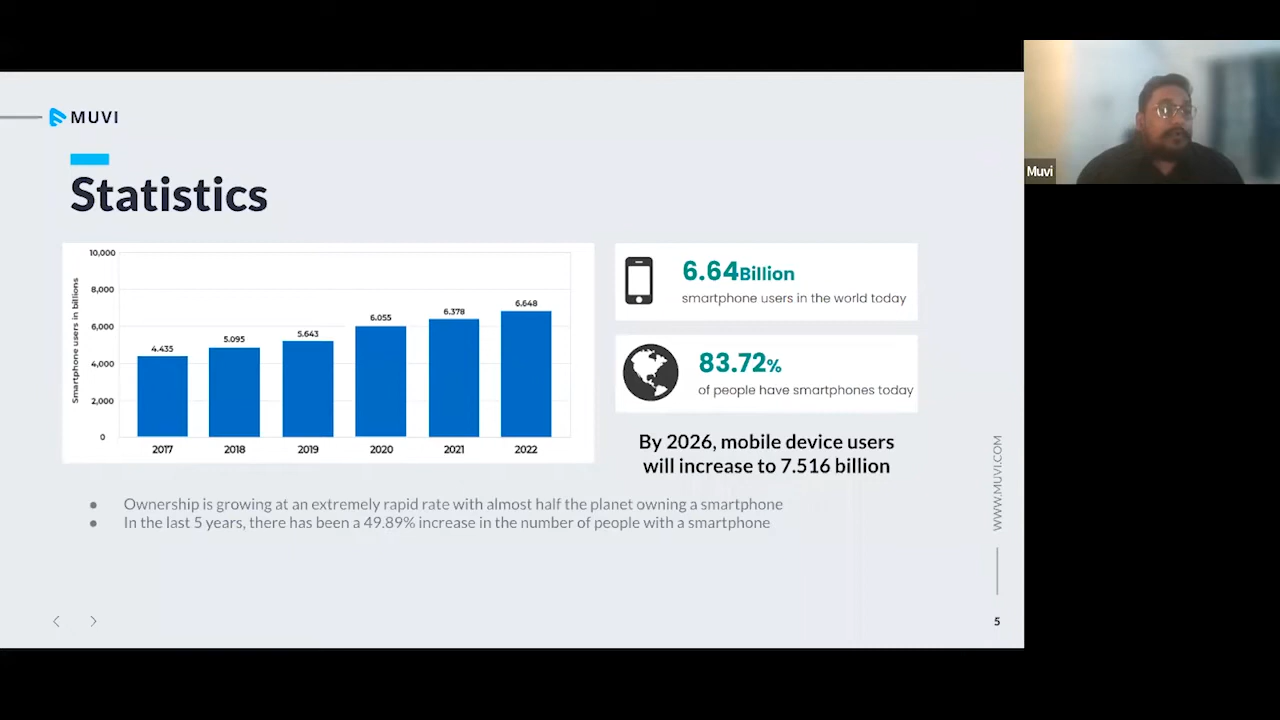 MUVI
Statistics
Smartphone users in billions
10,000
8,000
6,000
4,000
2,000
0
4.435
5.095
5.643
6.055
6.378
6.648
2017
2018
2019
2020
2021
2022
6.64Billion
smartphone users in the world today
83.72%
of people have smartphones today
By 2026, mobile device users
will increase to 7.516 billion
● Ownership is growing at an extremely rapid rate with almost half the planet owning a smartphone
● In the last 5 years, there has been a 49.89% increase in the number of people with a smartphone
WWW.MUVI.COM
< >
5
Muvi